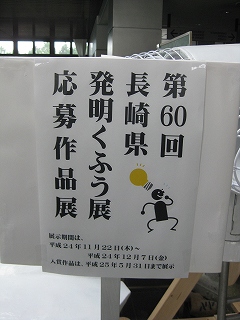 第60回
長崎県
発明くふう展
応募作品展
展示期間は、
平成24年11月22日(木)～
平成24年12月7日(金)
入賞作品は、平成25年5月31日まで展示